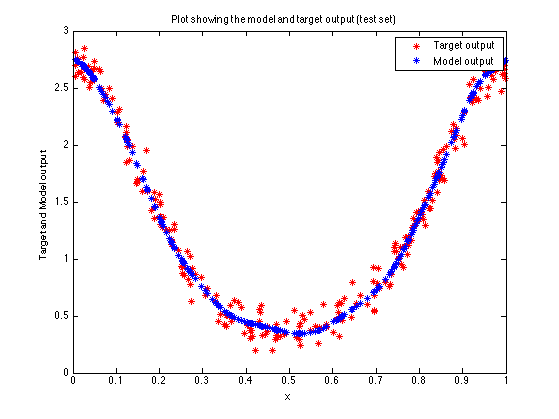 Plot showing the model and target output (test set)
Target output
Model output
3
2.5
2
1.5
1
0.5
0
Target and Model output
0 0.1 0.2 0.3 0.4 0.5 0.6 0.7 0.8 0.9 1
x